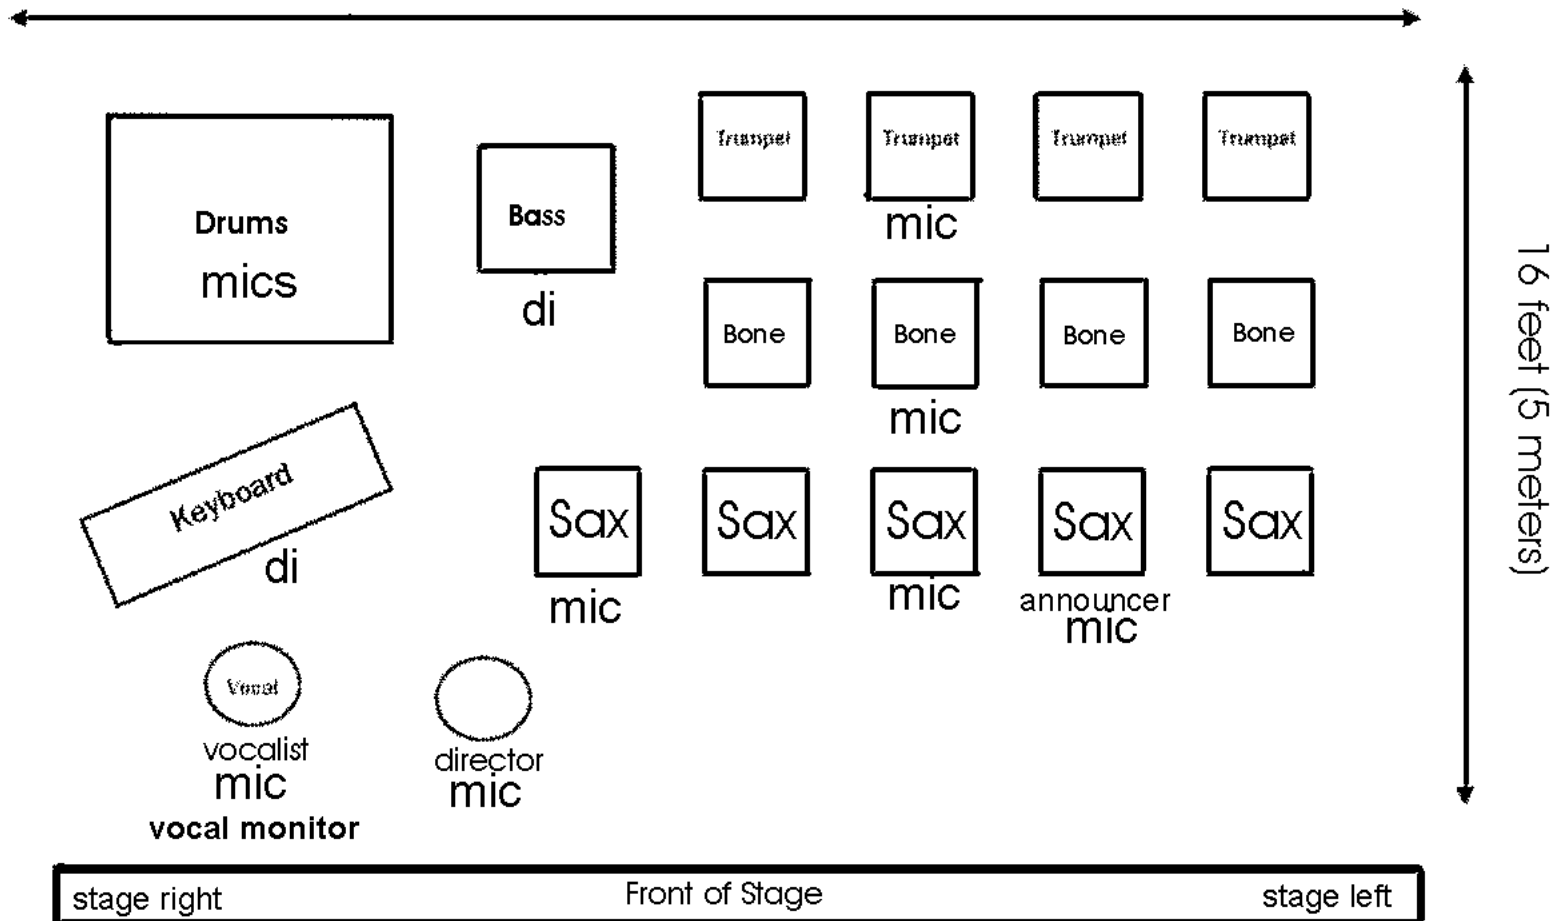 Trumpet
Trumpet
Trumpet
Trumpet
Drums
mics
Bass
di
mic
Bone
Bone
Bone
Bone
mic
16 feet (5 meters)
Keyboard
di
Sax
Sax
Sax
Sax
Sax
mic
mic
announcer
mic
Vocal
vocalist
mic
vocal monitor
director
mic
stage right
Front of Stage
stage left